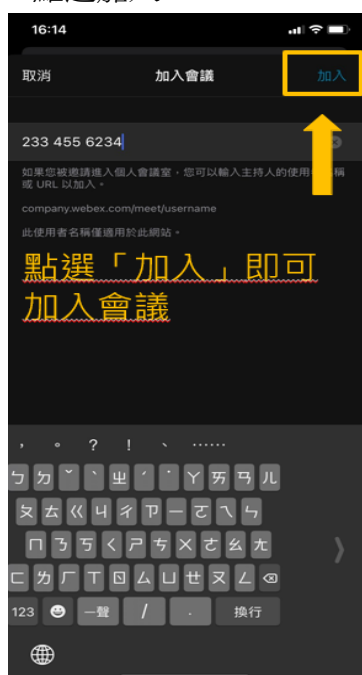 16:14
取消 加入會議 加入
233 455 6234
如果您被邀請進入個人會議室，您可以輸入主持人的使用者名稱
或 URL 以加入。
company.webex.com/meet/username
此使用者名稱僅適用於此網站。
點選「加入」即可
加入會議
， 。 ? ! 、 ……
ㄅ ㄉ ˇ ˋ ㄓ ˊ ˙ ㄚ ㄞ ㄢ ㄦ
ㄆ ㄊ ㄍ ㄐ ㄔ ㄗ ㄧ ㄛ ㄟ ㄣ
ㄇ ㄋ ㄎ ㄑ ㄕ ㄘ ㄨ ㄜ ㄠ ㄤ
ㄈ ㄌ ㄏ ㄒ ㄖ ㄙ ㄩ ㄝ ㄡ ㄥ
123 一聲 / . 換行